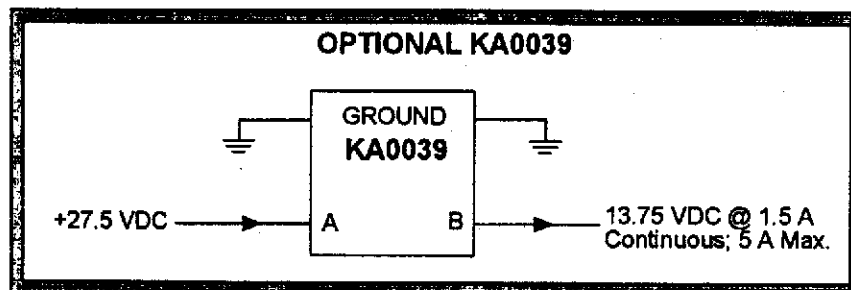 OPTIONAL KA0039
GROUND
KA0039
+27.5 VDC
A
B
13.75 VDC @ 1.5 A
Continuous; 5 A Max.